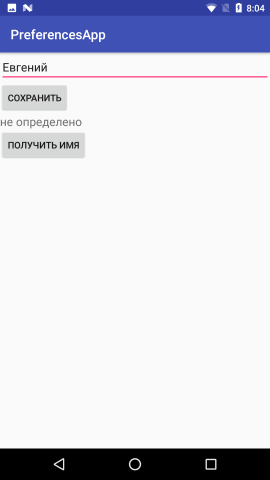 8:04
PreferencesApp
Евгений
СОХРАНИТЬ
не определено
ПОЛУЧИТЬ ИМЯ